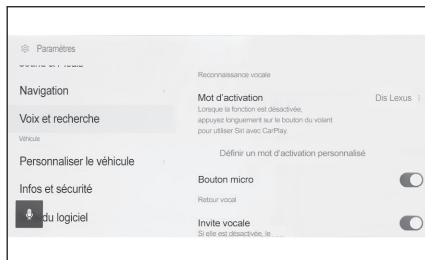 Paramètres
Navigation
Voix et recherche
Véhicule
Personnaliser le véhicule
Infos et sécurité
du logiciel
Reconnaissance vocale
Mot d'activation
Dis Lexus
Lorsque la fonction est désactivée,
appuyez longuement sur le bouton du volant
pour utiliser Siri avec CarPlay.
Définir un mot d'activation personnalisé
Bouton micro
Retour vocal
Invite vocale
Si elle est désactivée, le